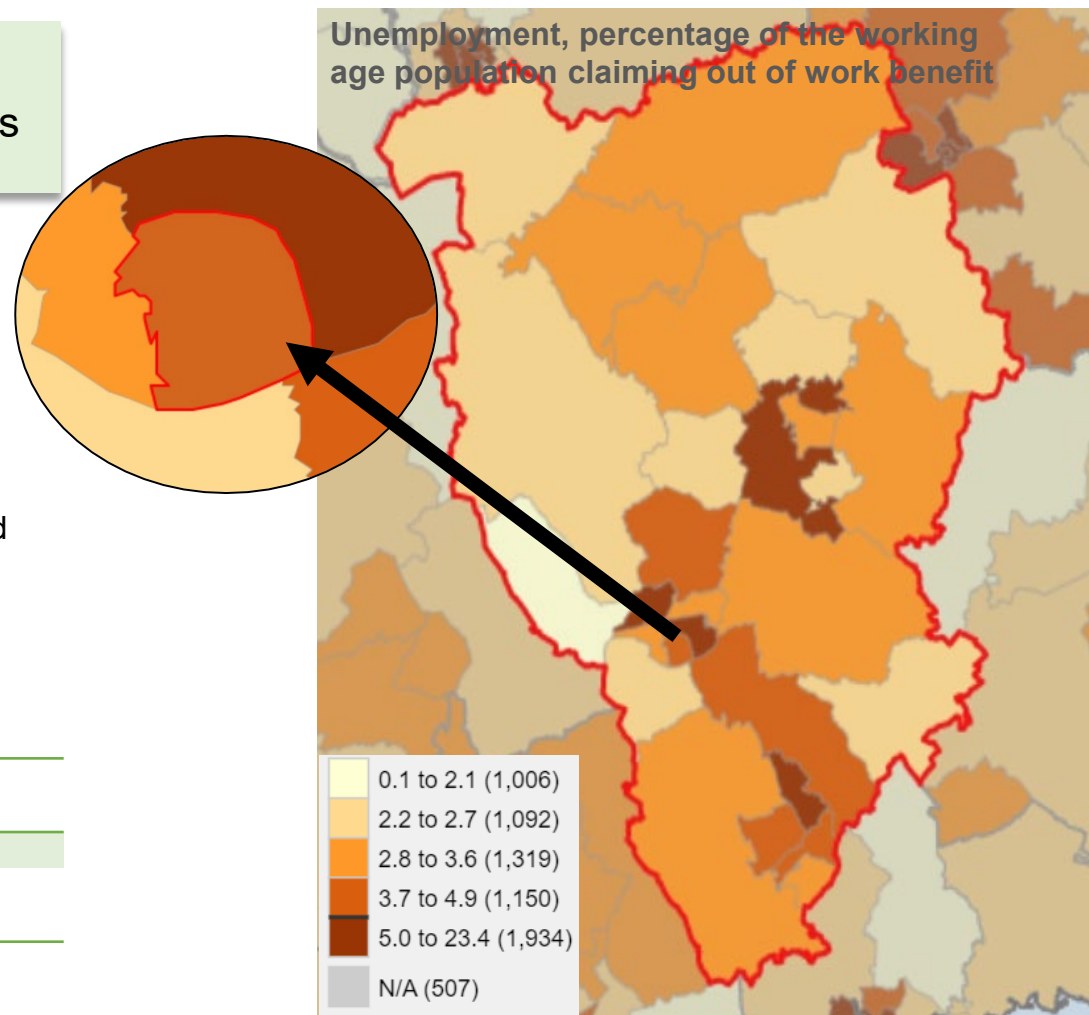 s
d
Unemployment, percentage of the working
age population claiming out of work benefit
0.1 to 2.1 (1,006)
2.2 to 2.7 (1,092)
2.8 to 3.6 (1,319)
3.7 to 4.9 (1,150)
5.0 to 23.4 (1,934)
N/A (507)